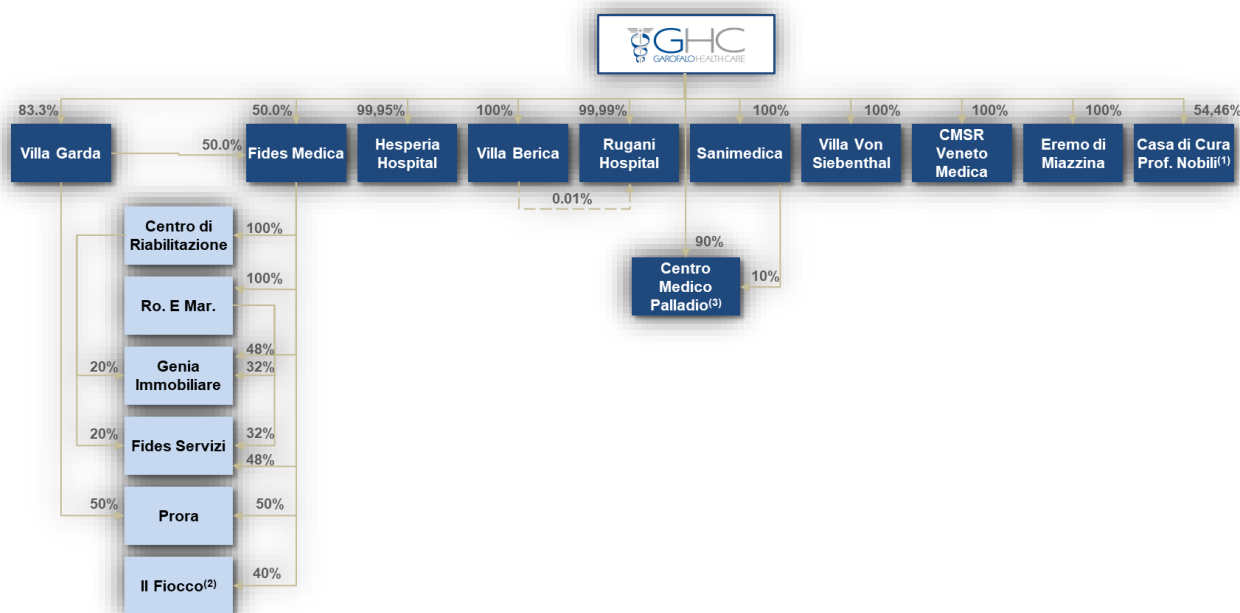 GHC
GAROFALO HEALTH CARE
83.3%
50.0%
99,95%
100%
99,99%
100%
100%
100%
100%
54,46%
Villa Garda
50.0%
Fides Medica
Hesperia
Hospital
Villa Berica
Rugani
Hospital
Sanimedica
Villa Von
Siebenthal
CMSR
Veneto
Medica
Eremo di
Miazzina
Casa di Cura
Prof. Nobili(1)
0.01%
Centro di
Riabilitazione
100%
90%
Centro
Medico
Palladio(3)
10%
100%
Ro. E Mar.
48%
20%
Genia
Immobiliare
32%
20%
Fides Servizi
32%
48%
50%
Prora
50%
Il Fiocco(2)
40%